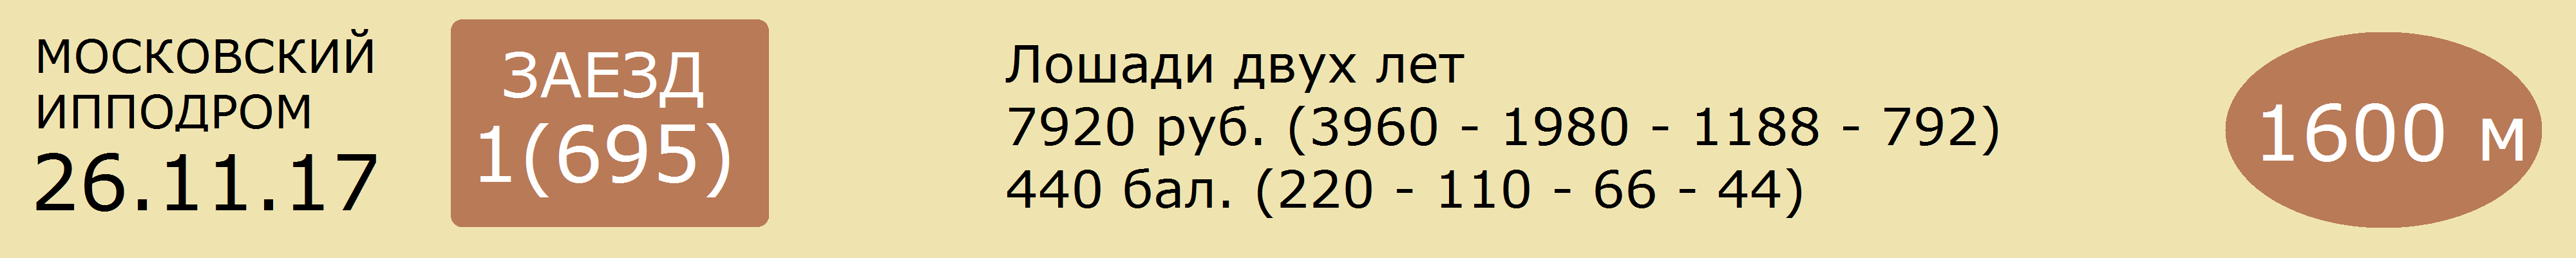 МОСКОВСКИЙ
ИППОДРОМ
26.11.17
ЗАЕЗД
1(695)
Лошади двух лет
7920 руб. (3960 - 1980 - 1188 - 792)
440 бал. (220 - 110 - 66 - 44)
1600 м